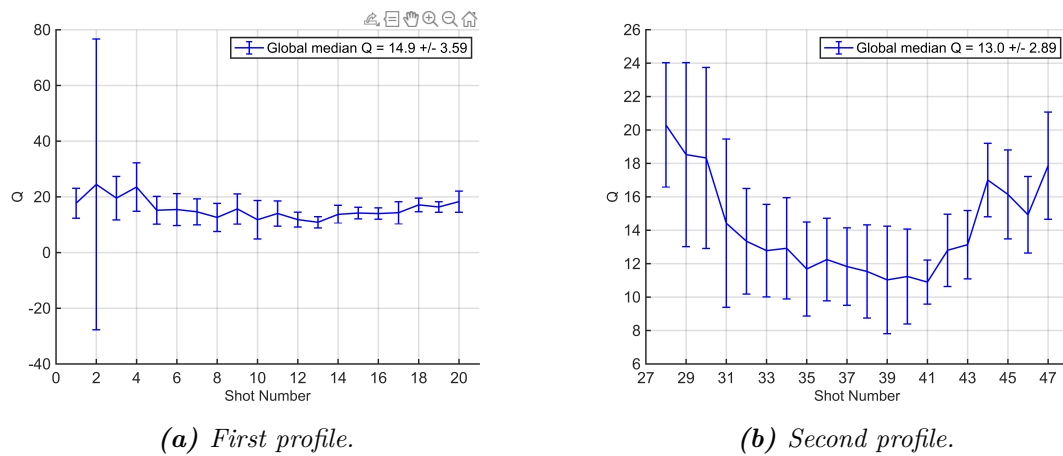 Global median Q = 14.9 +/- 3.59
80
60
40
20
0
-20
-40
Q
0 2 4 6 8 10 12 14 16 18 20
Shot Number
(a) First profile.
Global median Q = 13.0 +/- 2.89
26
24
22
20
18
16
14
12
10
8
6
Q
27 29 31 33 35 37 39 41 43 45 47
Shot Number
(b) Second profile.